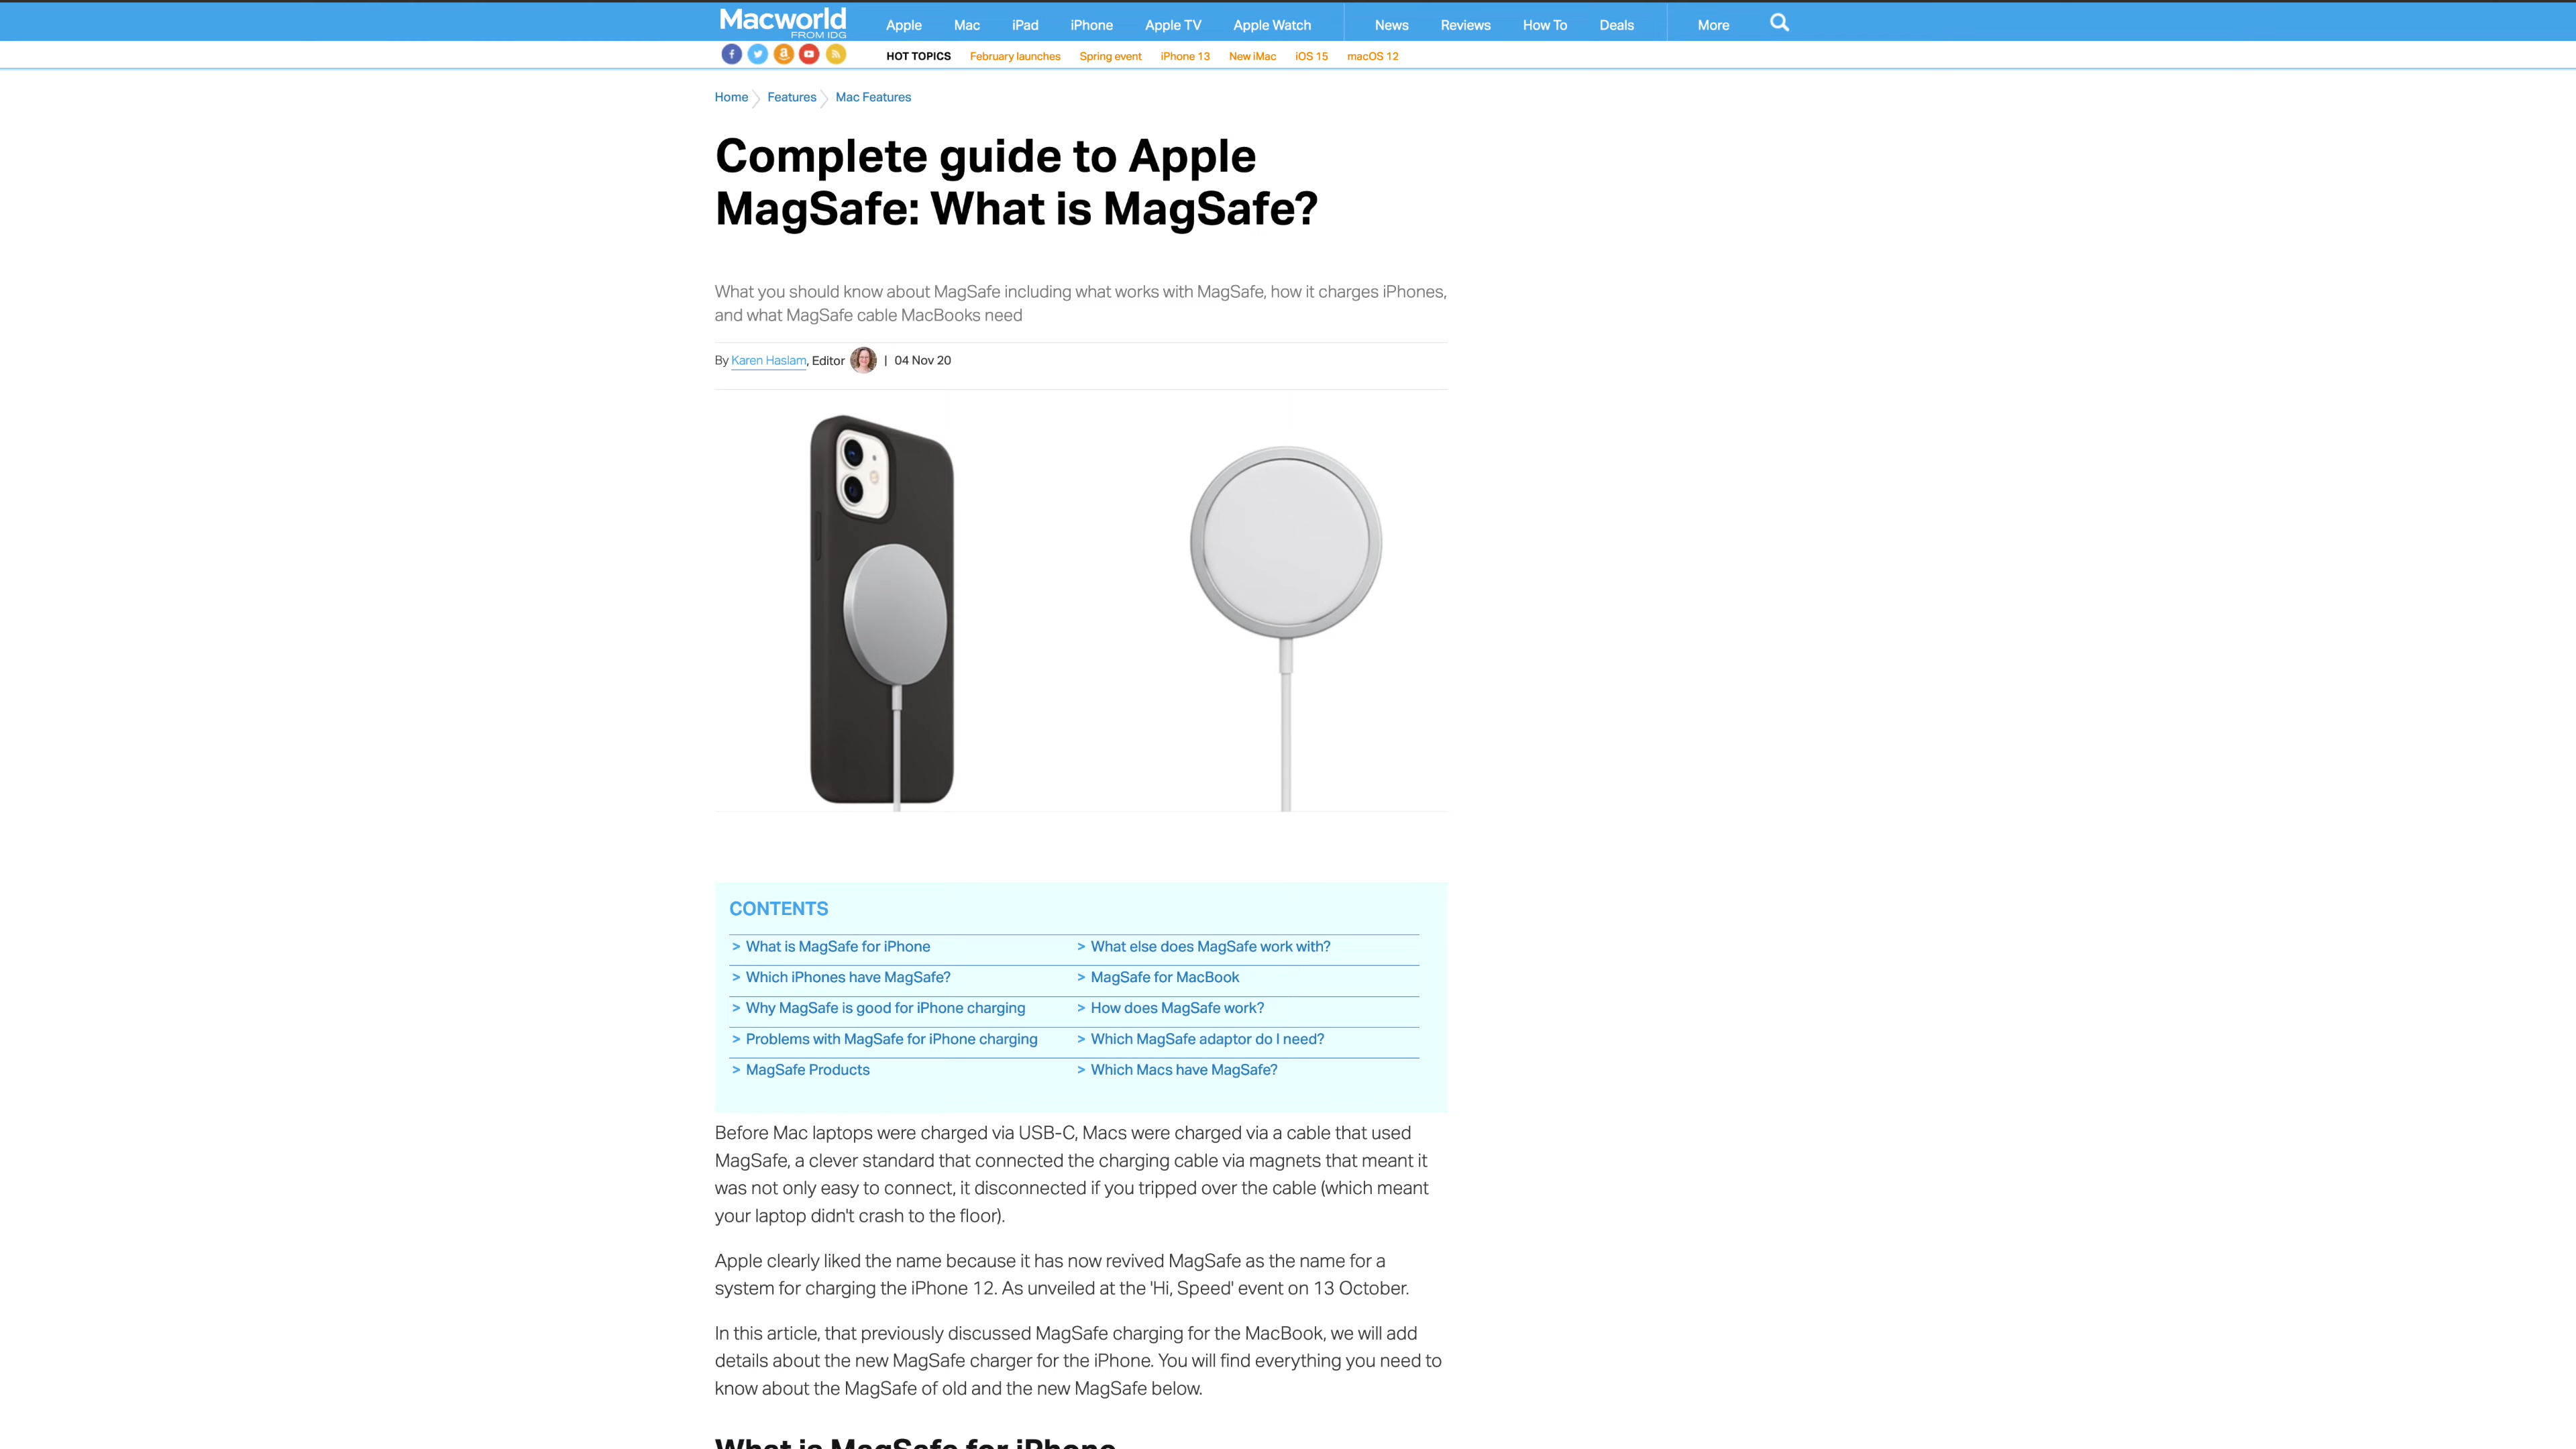 Macworld
FROM IDG
Apple Mac iPad iPhone Apple TV Apple Watch News Reviews How To Deals More
HOT TOPICS February launches Spring event iPhone 13 New iMac iOS 15 macOS 12
Home Features Mac Features
Complete guide to Apple
MagSafe: What is MagSafe?
What you should know about MagSafe including what works with MagSafe, how it charges iPhones,
and what MagSafe cable MacBooks need
By Karen Haslam, Editor | 04 Nov 20
CONTENTS
> What is MagSafe for iPhone
> Which iPhones have MagSafe?
> Why MagSafe is good for iPhone charging
> Problems with MagSafe for iPhone charging
> MagSafe Products
> What else does MagSafe work with?
> MagSafe for MacBook
> How does MagSafe work?
> Which MagSafe adaptor do I need?
> Which Macs have MagSafe?
Before Mac laptops were charged via USB-C, Macs were charged via a cable that used
MagSafe, a clever standard that connected the charging cable via magnets that meant it
was not only easy to connect, it disconnected if you tripped over the cable (which meant
your laptop didn't crash to the floor).
Apple clearly liked the name because it has now revived MagSafe as the name for a
system for charging the iPhone 12. As unveiled at the 'Hi, Speed' event on 13 October.
In this article, that previously discussed MagSafe charging for the MacBook, we will add
details about the new MagSafe charger for the iPhone. You will find everything you need to
know about the MagSafe of old and the new MagSafe below.
What is MagSafe for iPhone